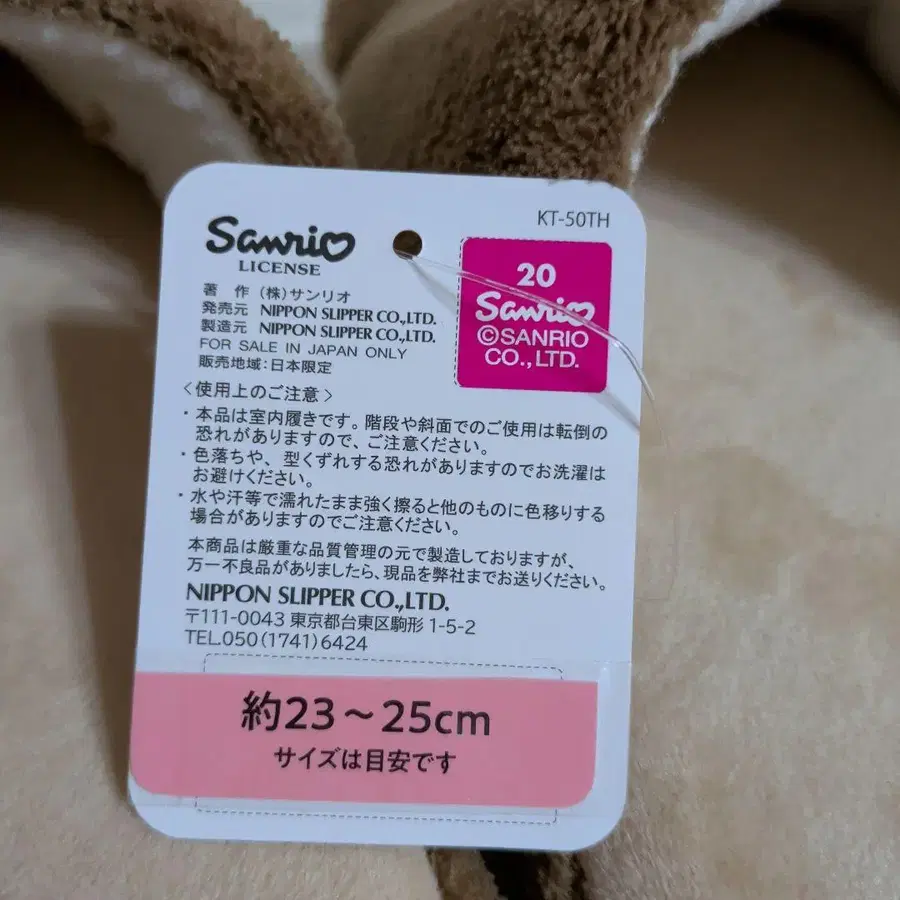 KT-50TH
Sanrio
LICENSE
著 作 (株)サンリオ
発売元 NIPPON SLIPPER CO.,LTD.
製造元 NIPPON SLIPPER CO.,LTD.
FOR SALE IN JAPAN ONLY
販売地域:日本限定
20
Sanrio
©SANRIO
CO.,LTD.
〈使用上のご注意〉
・本品は室内履きです。階段や斜面でのご使用は転倒の
恐れがありますので、ご注意ください。
・色落ちや、型くずれする恐れがありますのでお洗濯は
お避けください。
・水や汗等で濡れたまま強く擦ると他のものに色移りする
場合がありますのでご注意ください。
本商品は厳重な品質管理の元で製造しておりますが、
万一不良品がありましたら、現品を弊社までお送りください。
NIPPON SLIPPER CO.,LTD.
〒111-0043 東京都台東区駒形 1-5-2
TEL.050(1741)6424
約23～25cm
サイズは目安です